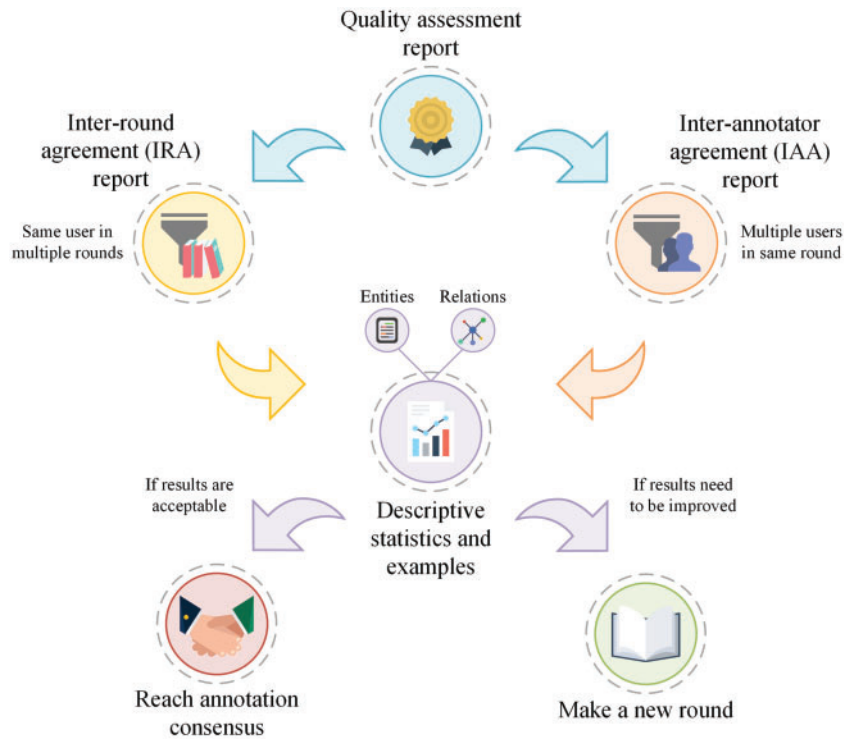 Quality assessment
report
Inter-round
agreement (IRA)
report
Same user in
multiple rounds
Inter-annotator
agreement (IAA)
report
Multiple users
in same round
Entities
Relations
If results are
acceptable
Descriptive
statistics and
examples
If results need
to be improved
Reach annotation
consensus
Make a new round